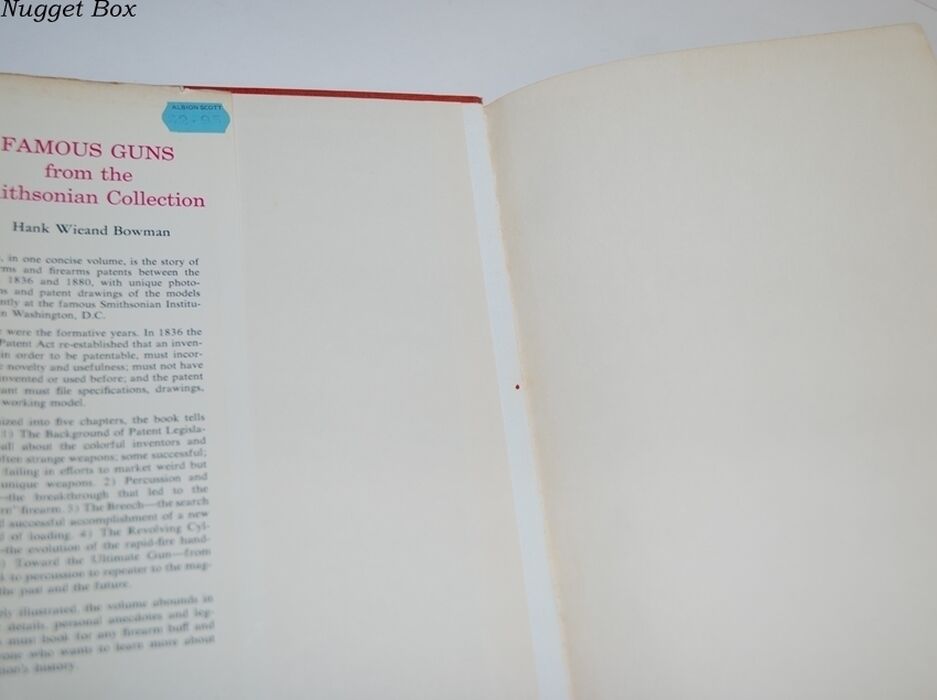 Nugget Box
ALBION SCOTT
FAMOUS GUNS
from the
ithsonian Collection
Hank Wieand Bowman
, in one concise volume, is the story of
ms and firearms patents between the
1836 and 1880, with unique photo-
ns and patent drawings of the models
ntly at the famous Smithsonian Institu-
n Washington, D.C.
were the formative years. In 1836 the
Patent Act re-established that an inven-
in order to be patentable, must incor-
novelty and usefulness; must not have
invented or used before; and the patent
ant must file specifications, drawings,
working model.
ized into five chapters, the book tells
1) The Background of Patent Legisla-
all about the colorful inventors and
ften strange weapons; some successful;
failing in efforts to market weird but
unique weapons. 2) Percussion and
—the breakthrough that led to the
re" firearm. 3) The Breech—the search
d successful accomplishment of a new
d of loading. 4) The Revolving Cyl-
—the evolution of the rapid-fire hand-
) Toward the Ultimate Gun—from
k to percussion to repeater to the mag-
the past and the future.
ly illustrated, the volume abounds in
details, personal anecdotes and leg-
must book for any firearm buff and
one who wants to learn more about
ion's history.